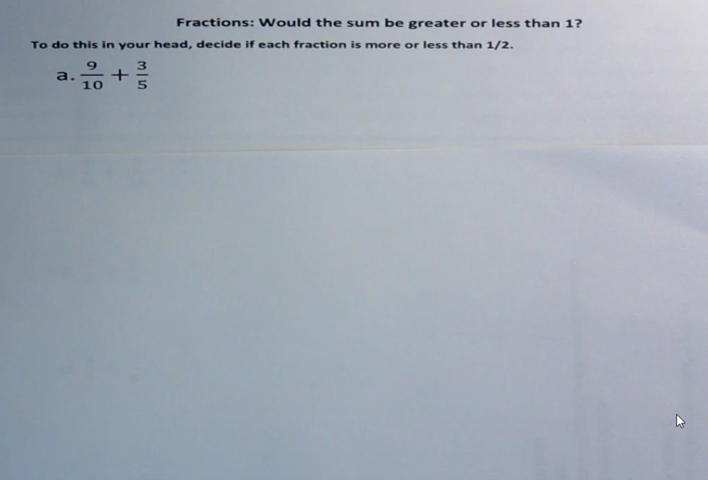 Fractions: Would the sum be greater or less than 1?
To do this in your head, decide if each fraction is more or less than 1/2.
a. 9/10 + 3/5